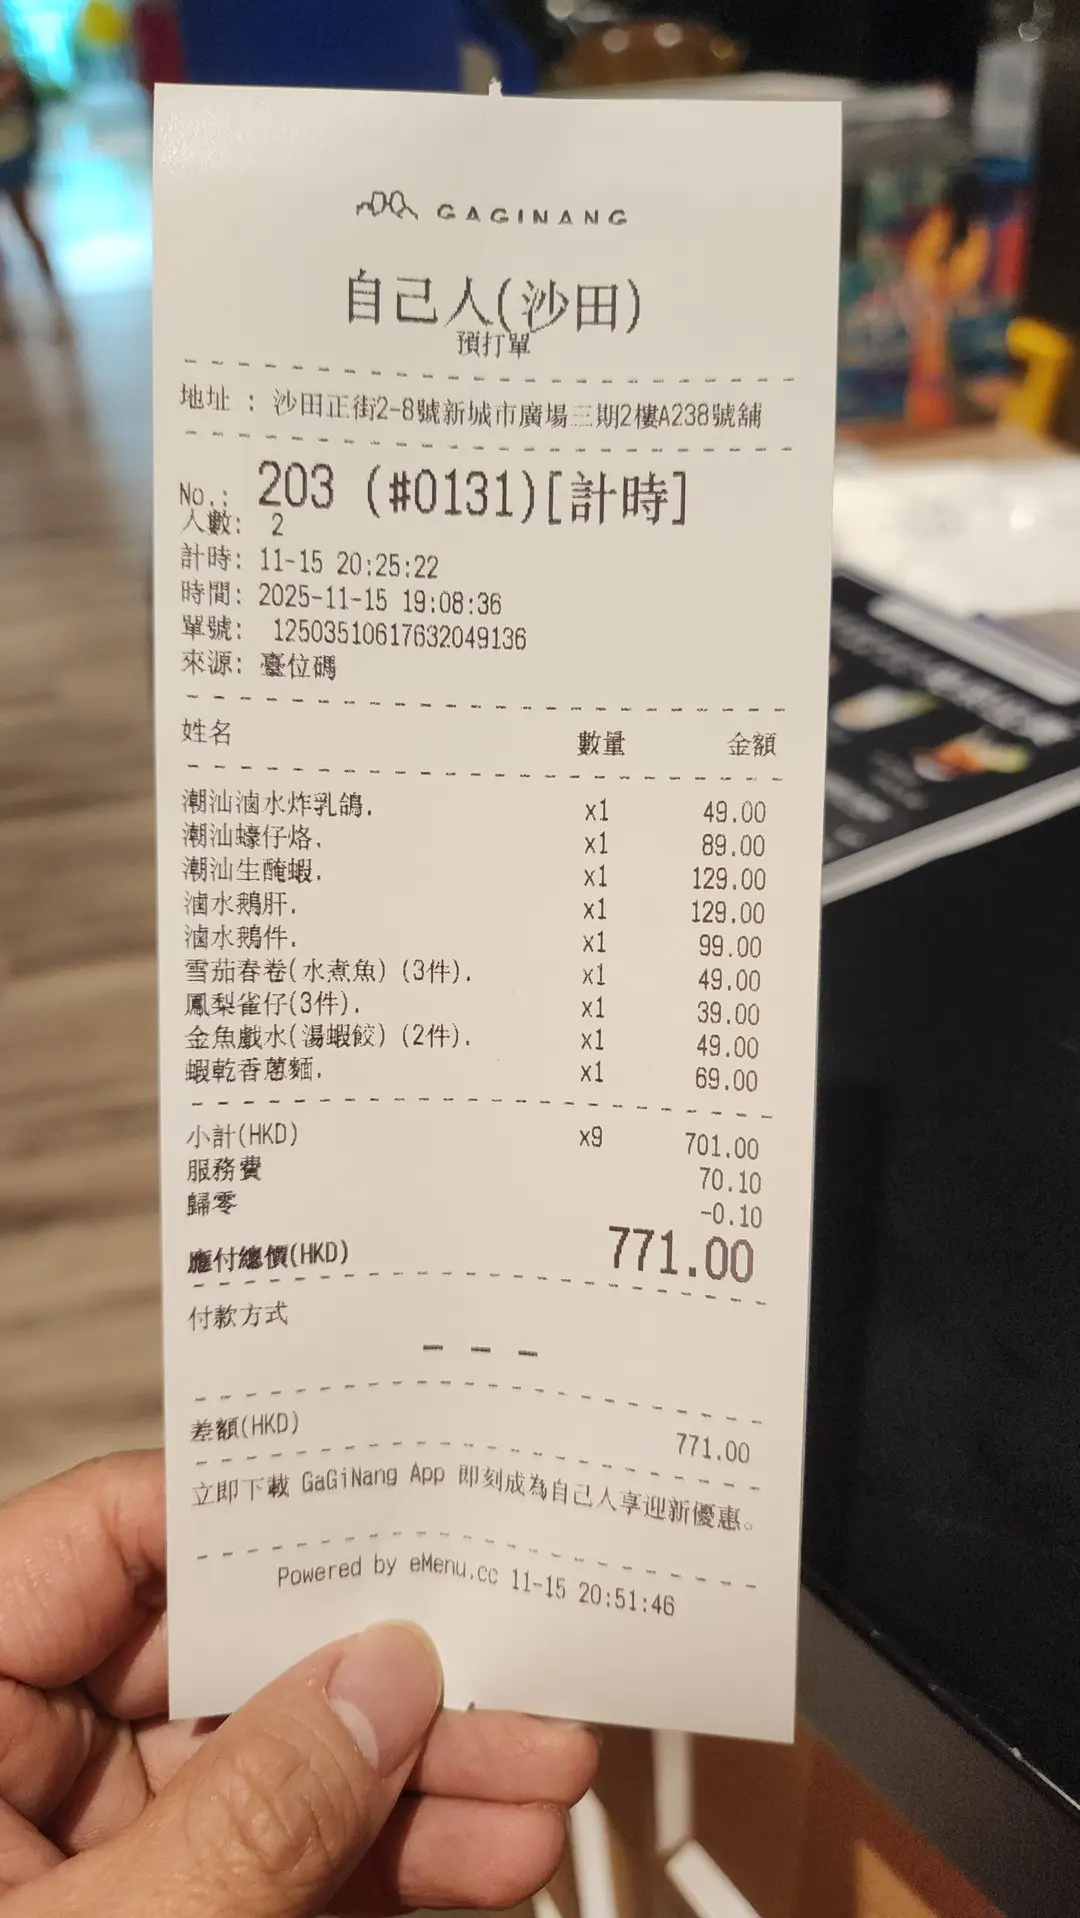 GAGINANG
自己人(沙田)
預打單
地址 : 沙田正街2-8號新城市廣場三期2樓A238號舖
No.: 203 (#0131)[計時]
人數: 2
計時: 11-15 20:25:22
時間: 2025-11-15 19:08:36
單號: 12503510617632049136
來源: 臺位碼
姓名 數量 金額
潮汕滷水炸乳鴿. x1 49.00
潮汕蠔仔烙. x1 89.00
潮汕生醃蝦. x1 129.00
滷水鵝肝. x1 129.00
滷水鵝件. x1 99.00
雪茄春卷(水煮魚) (3件). x1 49.00
鳳梨雀仔(3件). x1 39.00
金魚戲水(湯蝦餃) (2件). x1 49.00
蝦乾香蔥麵. x1 69.00
小計(HKD) x9 701.00
服務費 70.10
歸零 -0.10
應付總價(HKD) 771.00
付款方式
- - -
差額(HKD) 771.00
立即下載 GaGiNang App 即刻成為自己人享迎新優惠。
Powered by eMenu.cc 11-15 20:51:46